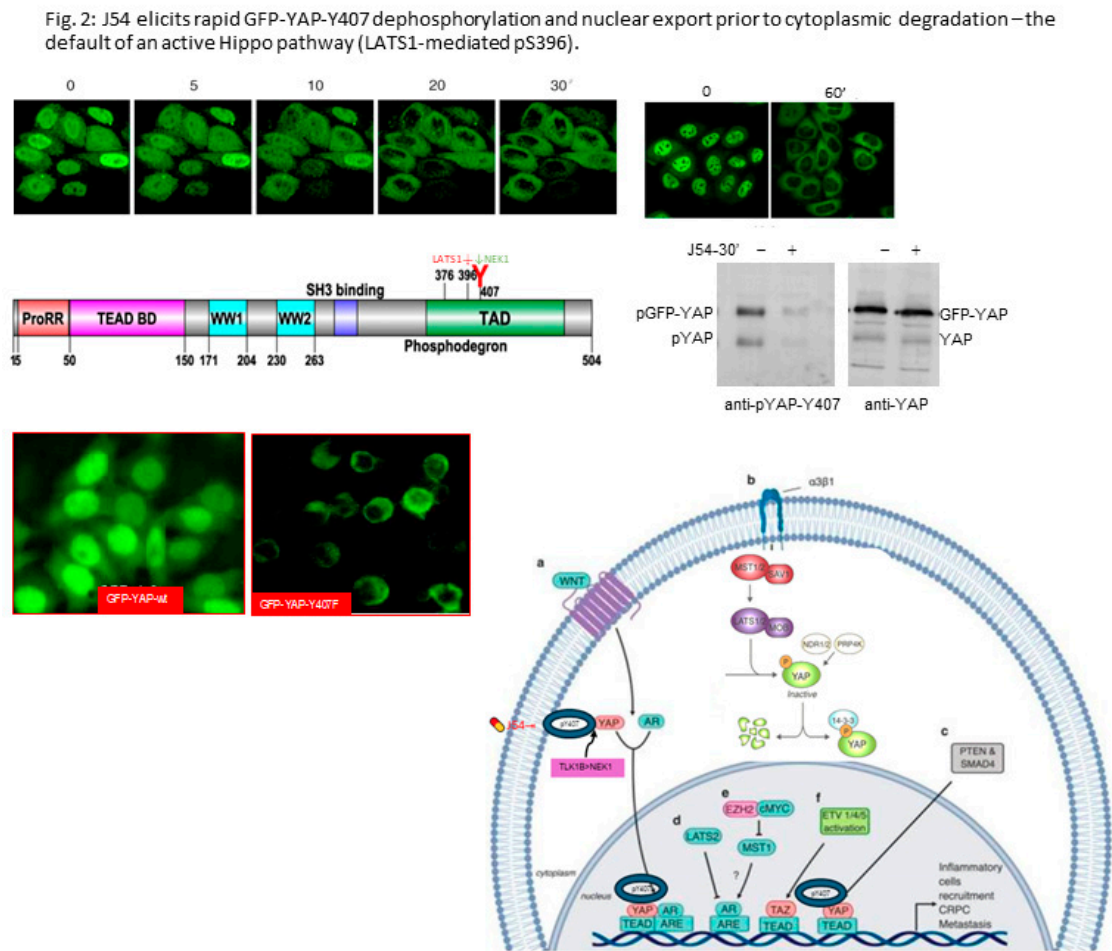 Fig. 2: J54 elicits rapid GFP-YAP-Y407 dephosphorylation and nuclear export prior to cytoplasmic degradation – the
default of an active Hippo pathway (LATS1-mediated pS396).
0 5 10 20 30'
0 60'
LATS1 NEK1
376 396 Y 407
SH3 binding
ProRR TEAD BD WW1 WW2 TAD
Phosphodegron
15 50 150 171 204 230 263 504
J54-30' – + – +
pGFP-YAP GFP-YAP
pYAP YAP
anti-pYAP-Y407 anti-YAP
GFP-YAP-wt
GFP-YAP-Y407F
b α3β1
a
WNT
MST1/2 SAV1
LATS1/2 MOB
NDR1/2 PRP4K
P
YAP
Inactive
J54
pY407 YAP AR
TLK1B>NEK1
14-3-3
P
YAP
c
PTEN &
SMAD4
e
EZH2 cMYC
f
ETV 1/4/5
activation
d
LATS2
MST1
?
cytoplasm
nucleus
pY407
YAP AR
TEAD ARE
AR
ARE
TAZ
TEAD
pY407
YAP
TEAD
Inflammatory
cells
recruitment
CRPC
Metastasis